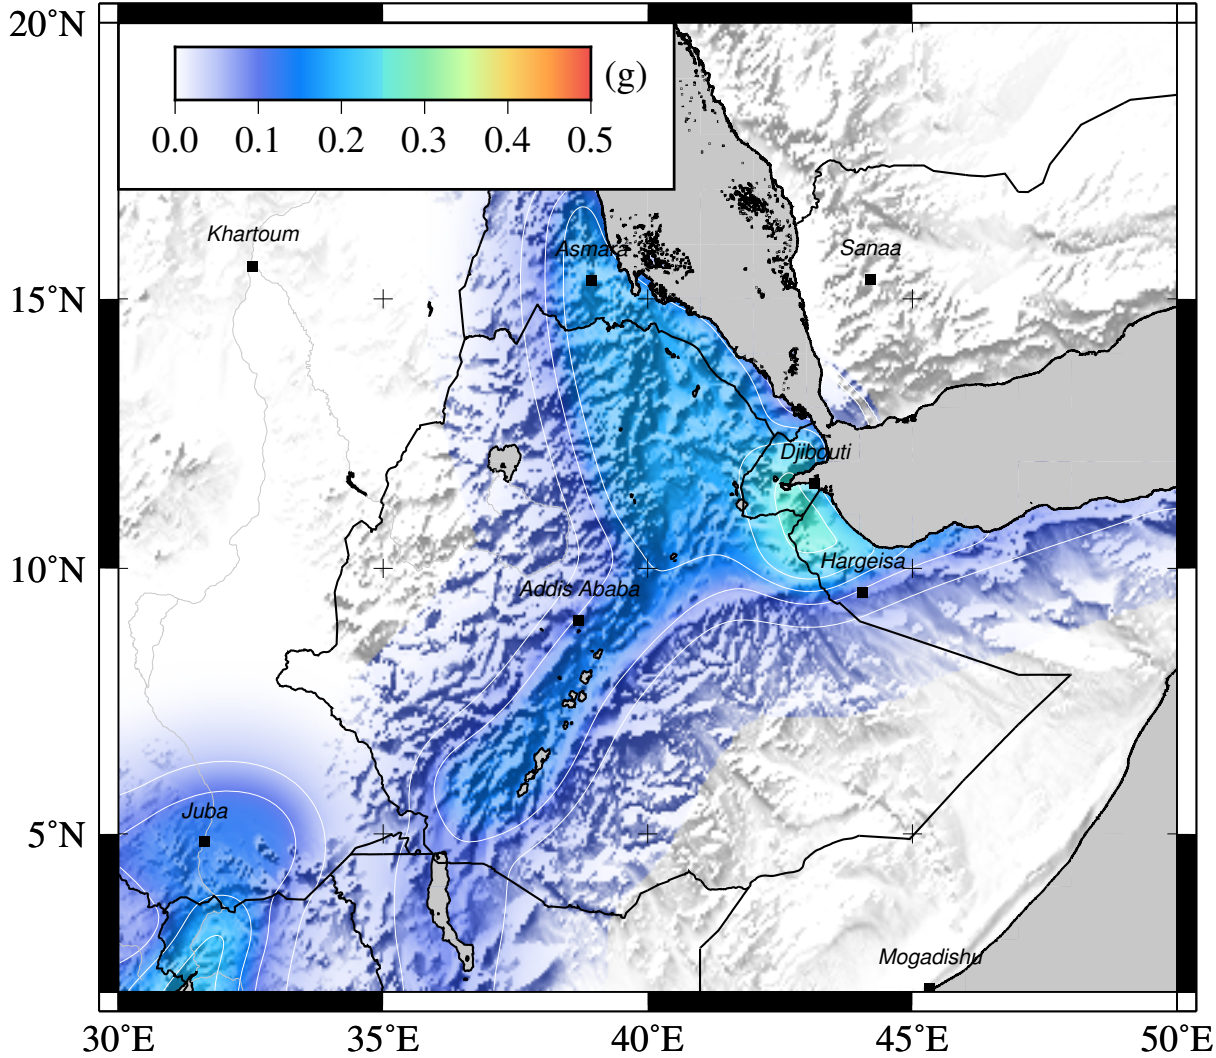 20°N
(g)
0.0 0.1 0.2 0.3 0.4 0.5
Khartoum
Asmara
Sanaa
15°N
Djibouti
10°N
Hargeisa
Addis Ababa
Juba
5°N
Mogadishu
30°E 35°E 40°E 45°E 50°E